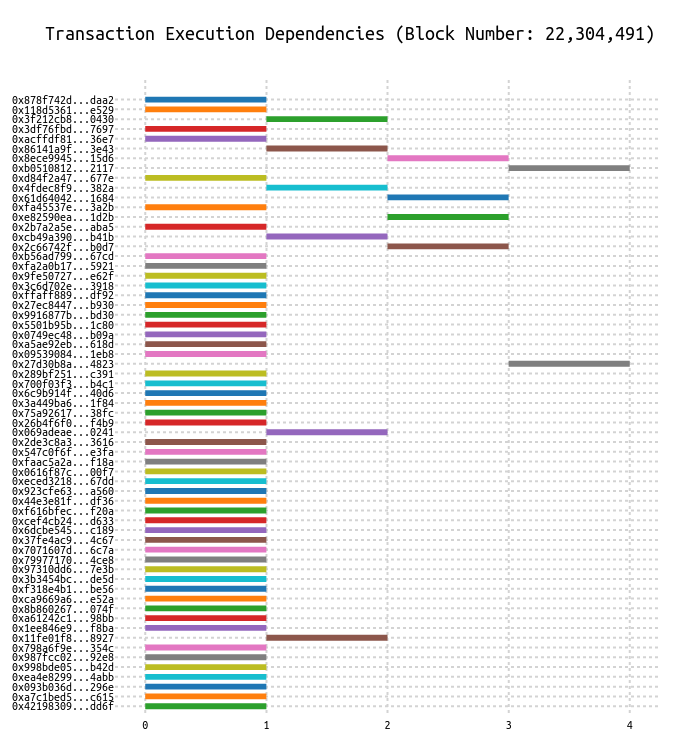 Transaction Execution Dependencies (Block Number: 22,304,491)
0x878f742d...daa2
0x118d5361...e529
0x3f212cb8...0430
0x3df76fbd...7697
0xacffdf81...36e7
0x86141a9f...3e43
0x8ece9945...15d6
0xb0510812...2117
0xd84f2a47...677e
0x4fdec8f9...382a
0x61d64042...1684
0xfa45537e...3a2b
0xe82590ea...1d2b
0x2b7a2a5e...aba5
0xcb49a390...b41b
0x2c66742f...b0d7
0xb56ad799...67cd
0xfa2a0b17...5921
0x9fe50727...e62f
0x3c6d702e...3918
0xffaff889...df92
0x27ec8447...b930
0x9916877b...bd30
0x5501b95b...1c80
0x0749ec48...b09a
0xa5ae92eb...618d
0x09539084...1eb8
0x27d30b8a...4823
0x289bf251...c391
0x700f03f3...b4c1
0x6c9b914f...40d6
0x3a449ba6...1f84
0x75a92617...38fc
0x26b4f6f0...f4b9
0x069adeae...0241
0x2de3c8a3...3616
0x547c0f6f...e3fa
0xfaac5a2a...f18a
0x0616f87c...00f7
0xeced3218...67dd
0x923cfe63...a560
0x44e3e81f...df36
0xf616bfec...f20a
0xcef4cb24...d633
0x6dcbe545...c189
0x37fe4ac9...4c67
0x7071607d...6c7a
0x79977170...4ce8
0x97310dd6...7e3b
0x3b3454bc...de5d
0xf318e4b1...be56
0xca9669a6...e52a
0x8b860267...074f
0xa61242c1...98bb
0x1ee846e9...f8ba
0x11fe01f8...8927
0x798a6f9e...354c
0x987fcc02...92e8
0x998bde05...b42d
0xea4e8299...4abb
0x093b036d...296e
0xa7c1bed5...c615
0x42198309...dd6f
0 1 2 3 4